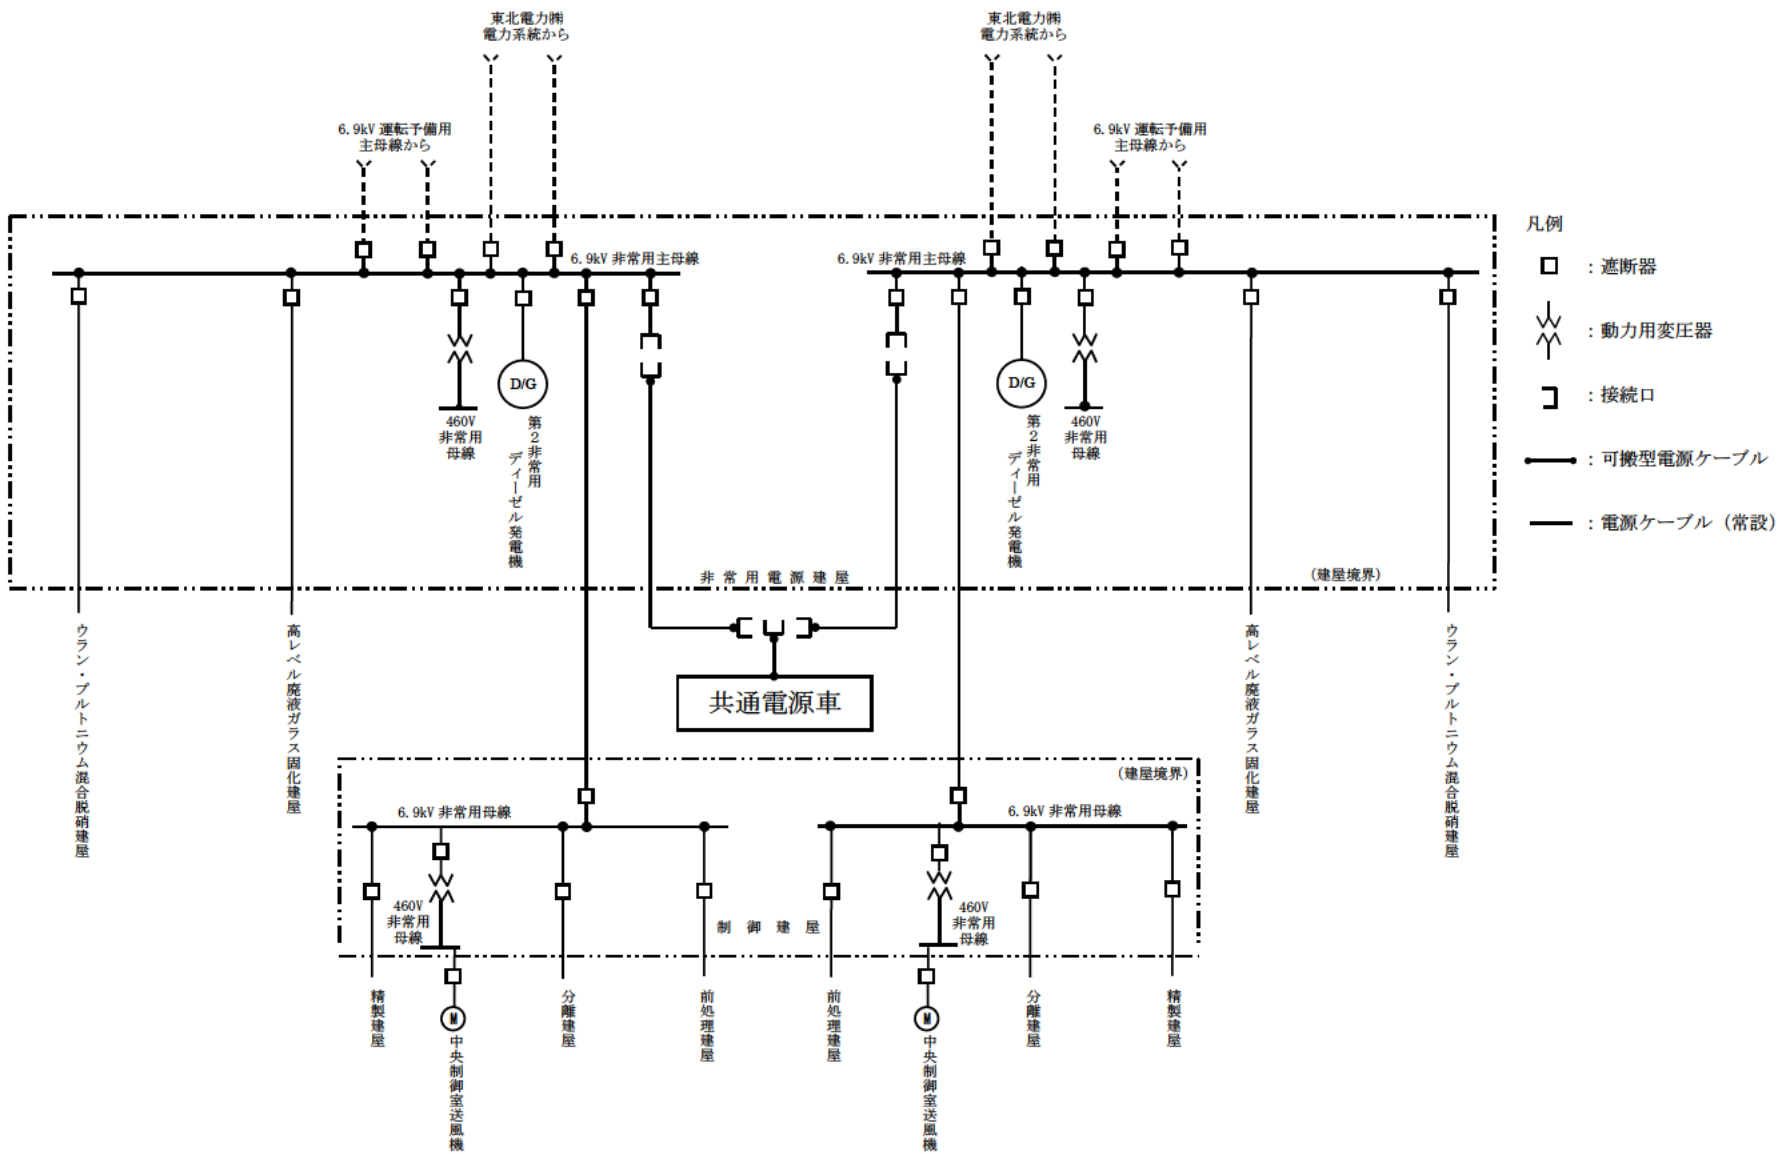 東北電力㈱
電力系統から
東北電力㈱
電力系統から
6.9kV 運転予備用
主母線から
6.9kV 運転予備用
主母線から
6.9kV 非常用主母線
6.9kV 非常用主母線
D/G
D/G
460V
非常用
母線
第2非常用
ディーゼル発電機
第2非常用
ディーゼル発電機
460V
非常用
母線
非常用電源建屋
(建屋境界)
凡例
：遮断器
：動力用変圧器
：接続口
：可搬型電源ケーブル
：電源ケーブル（常設）
ウラン・プルトニウム混合脱硝建屋
高レベル廃液ガラス固化建屋
共通電源車
高レベル廃液ガラス固化建屋
ウラン・プルトニウム混合脱硝建屋
(建屋境界)
6.9kV 非常用母線
6.9kV 非常用母線
460V
非常用
母線
制御建屋
460V
非常用
母線
精製建屋
M
中央制御室送風機
分離建屋
前処理建屋
前処理建屋
M
中央制御室送風機
分離建屋
精製建屋